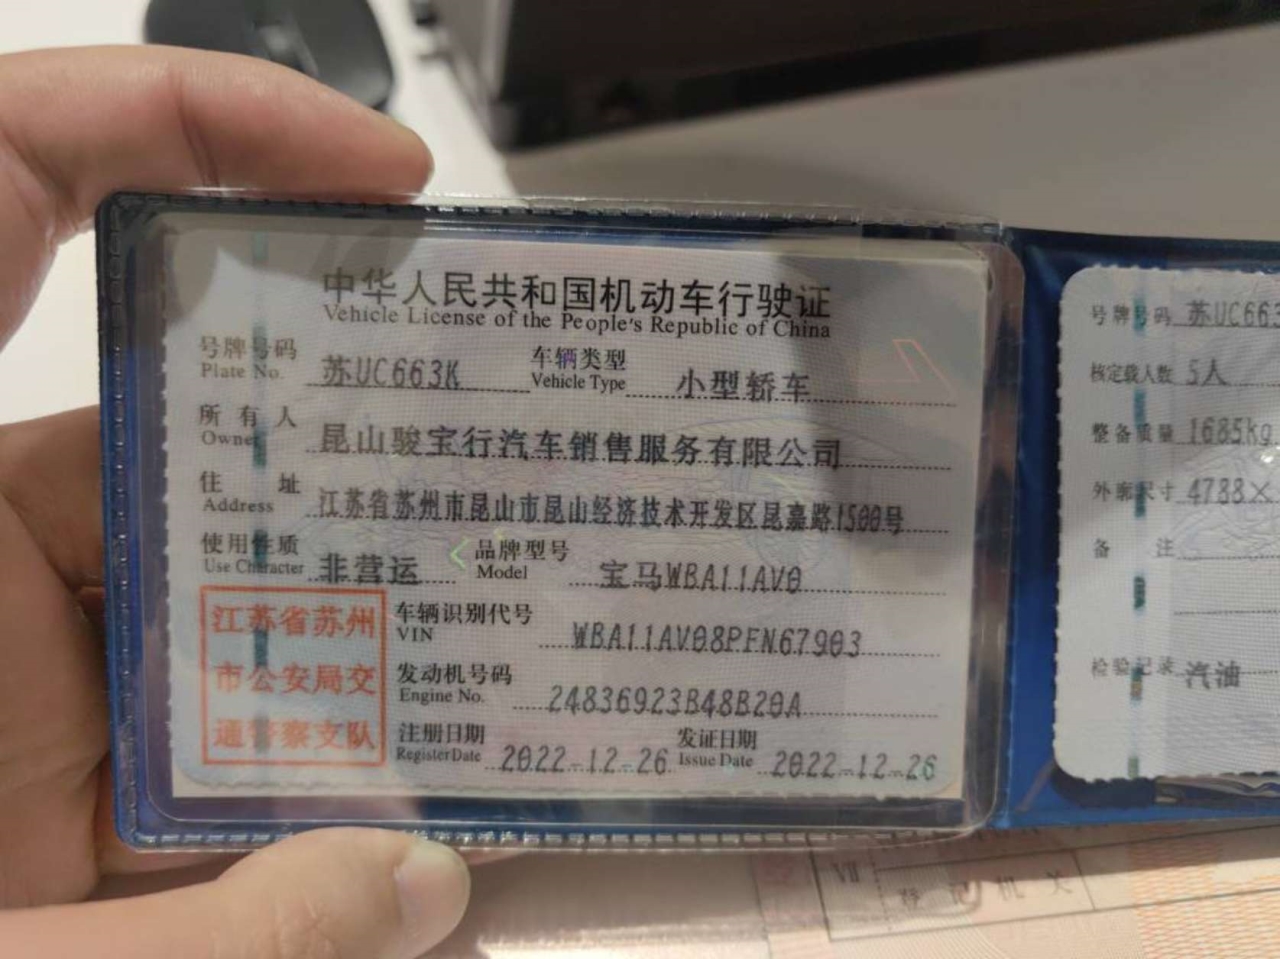 中华人民共和国机动车行驶证
Vehicle License of the People's Republic of China
号牌号码 苏UC663K 车辆类型 小型轿车
Plate No. Vehicle Type
所有人 昆山骏宝行汽车销售服务有限公司
Owner
住址 江苏省苏州市昆山市昆山经济技术开发区昆嘉路1500号
Address
使用性质 非营运 品牌型号 宝马WBA11AV0
Use Character Model
江苏省苏州
市公安局交
通警察支队
车辆识别代号 WBA11AV08PFN67903
VIN
发动机号码 24836923B48B20A
Engine No.
注册日期 2022-12-26 发证日期 2022-12-26
Register Date Issue Date
号牌号码 苏UC663
核定载人数 5人
整备质量 1685kg
外廓尺寸 4788×
备注
检验记录 汽油
VII
登记机关